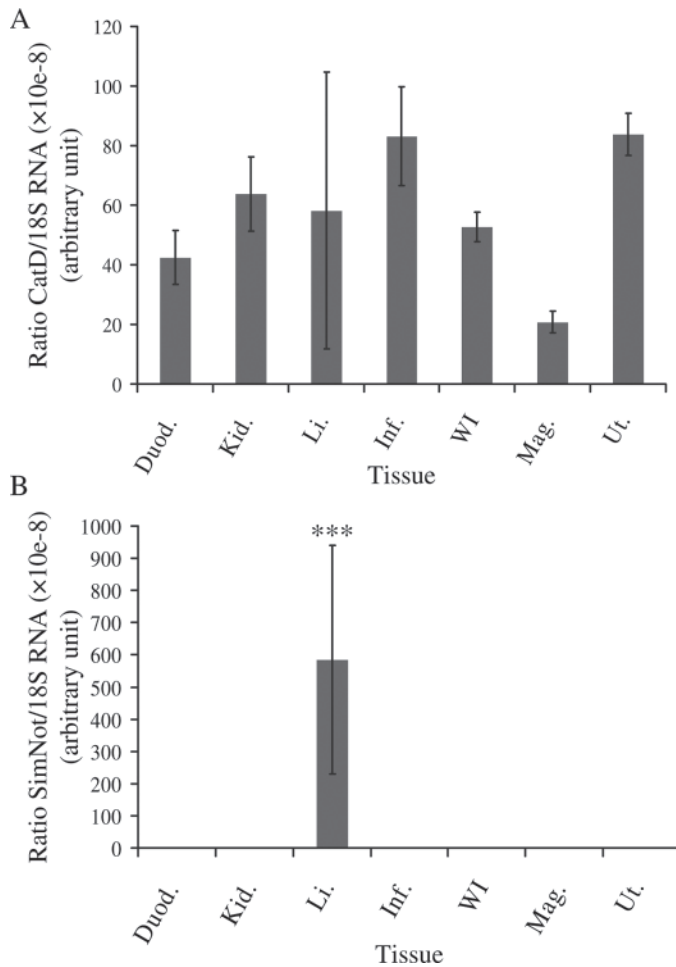 A
Ratio CatD/18S RNA (×10e-8)
(arbitrary unit)
120
100
80
60
40
20
0
Duod.
Kid.
Li.
Inf.
WI
Mag.
Ut.
Tissue
B
Ratio SimNot/18S RNA (×10e-8)
(arbitrary unit)
1000
900
800
700
600
500
400
300
200
100
0
***
Duod.
Kid.
Li.
Inf.
WI
Mag.
Ut.
Tissue